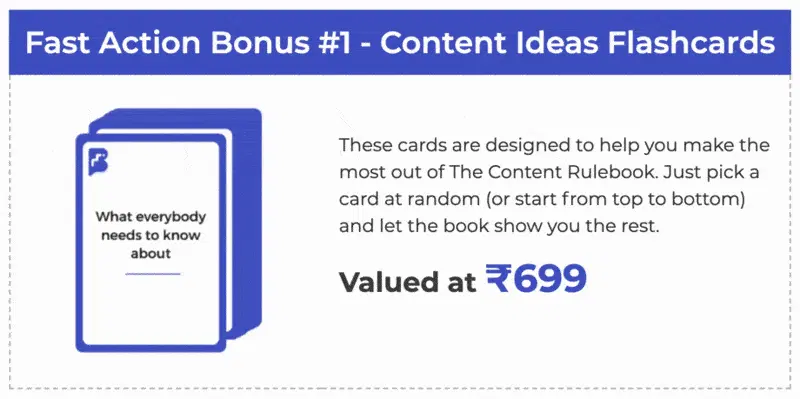 Fast Action Bonus #1 - Content Ideas Flashcards
What everybody
needs to know
about
These cards are designed to help you make the
most out of The Content Rulebook. Just pick a
card at random (or start from top to bottom)
and let the book show you the rest.
Valued at ₹699